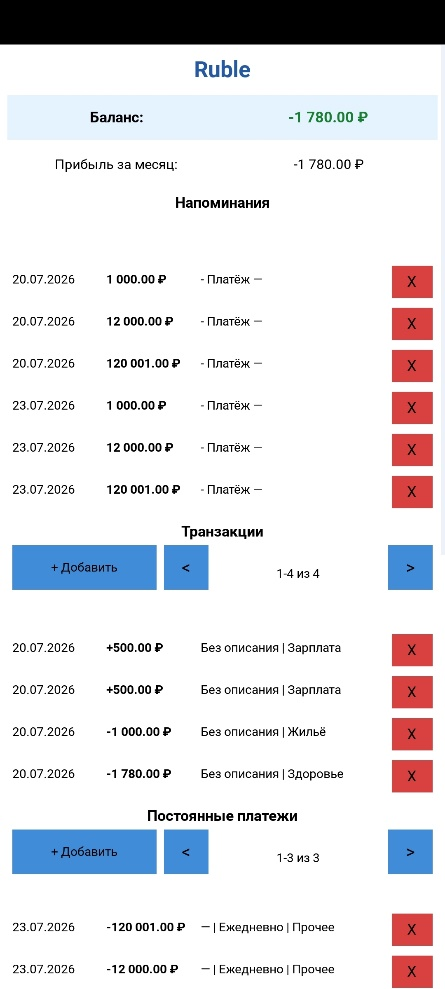 Ruble
Баланс: -1 780.00 ₽
Прибыль за месяц: -1 780.00 ₽
Напоминания
20.07.2026 1 000.00 ₽ - Платёж — X
20.07.2026 12 000.00 ₽ - Платёж — X
20.07.2026 120 001.00 ₽ - Платёж — X
23.07.2026 1 000.00 ₽ - Платёж — X
23.07.2026 12 000.00 ₽ - Платёж — X
23.07.2026 120 001.00 ₽ - Платёж — X
Транзакции
+ Добавить < 1-4 из 4 >
20.07.2026 +500.00 ₽ Без описания | Зарплата X
20.07.2026 +500.00 ₽ Без описания | Зарплата X
20.07.2026 -1 000.00 ₽ Без описания | Жильё X
20.07.2026 -1 780.00 ₽ Без описания | Здоровье X
Постоянные платежи
+ Добавить < 1-3 из 3 >
23.07.2026 -120 001.00 ₽ — | Ежедневно | Прочее X
23.07.2026 -12 000.00 ₽ — | Ежедневно | Прочее X